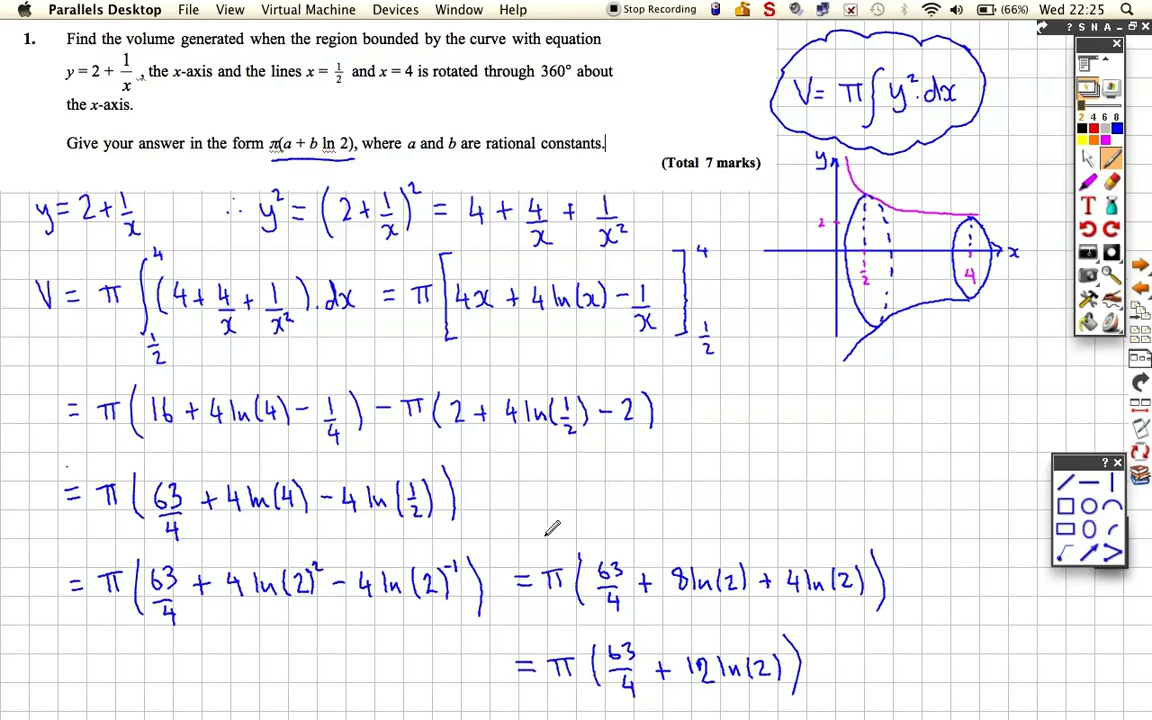 Parallels Desktop File View Virtual Machine Devices Window Help Stop Recording (66%) Wed 22:25
1. Find the volume generated when the region bounded by the curve with equation
y = 2 + 1/x, the x-axis and the lines x = 1/2 and x = 4 is rotated through 360° about
the x-axis.
Give your answer in the form π(a + b ln 2), where a and b are rational constants.
(Total 7 marks)
V = π∫y².dx
y
2
1/2
4
x
y = 2 + 1/x ∴ y² = (2 + 1/x)² = 4 + 4/x + 1/x²
V = π ∫_{1/2}^{4} (4 + 4/x + 1/x²).dx = π[4x + 4ln(x) − 1/x]_{1/2}^{4}
= π(16 + 4ln(4) − 1/4) − π(2 + 4ln(1/2) − 2)
= π(63/4 + 4ln(4) − 4ln(1/2))
= π(63/4 + 4ln(2)² − 4ln(2)⁻¹) = π(63/4 + 8ln(2) + 4ln(2))
= π(63/4 + 12ln(2))
? S N A
2 4 6 8
T
?